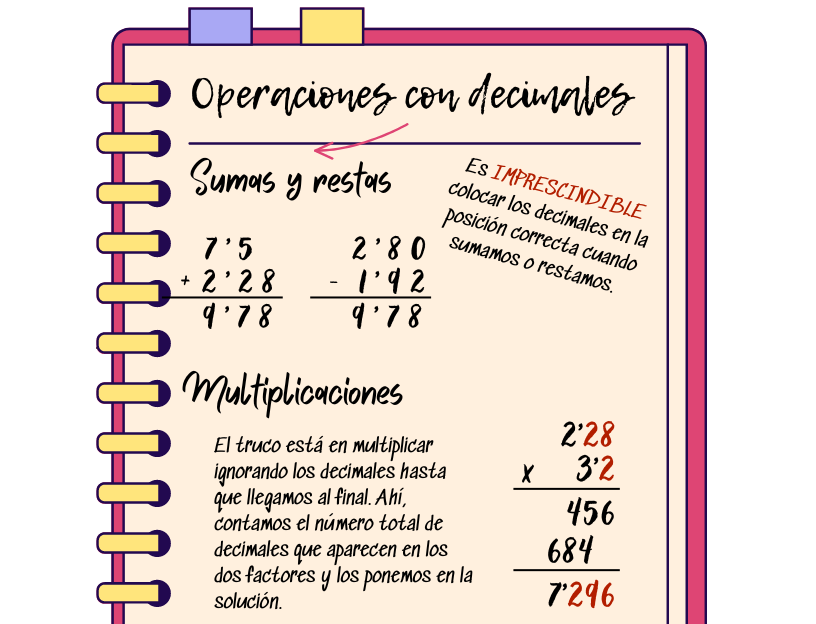 Operaciones con decimales
Sumas y restas
Es IMPRESCINDIBLE
colocar los decimales en la
posición correcta cuando
sumamos o restamos.
7'5
+ 2'28
9'78
2'80
- 1'92
9'78
Multiplicaciones
El truco está en multiplicar
ignorando los decimales hasta
que llegamos al final. Ahí,
contamos el número total de
decimales que aparecen en los
dos factores y los ponemos en la
solución.
2'28
x 3'2
456
684
7'296